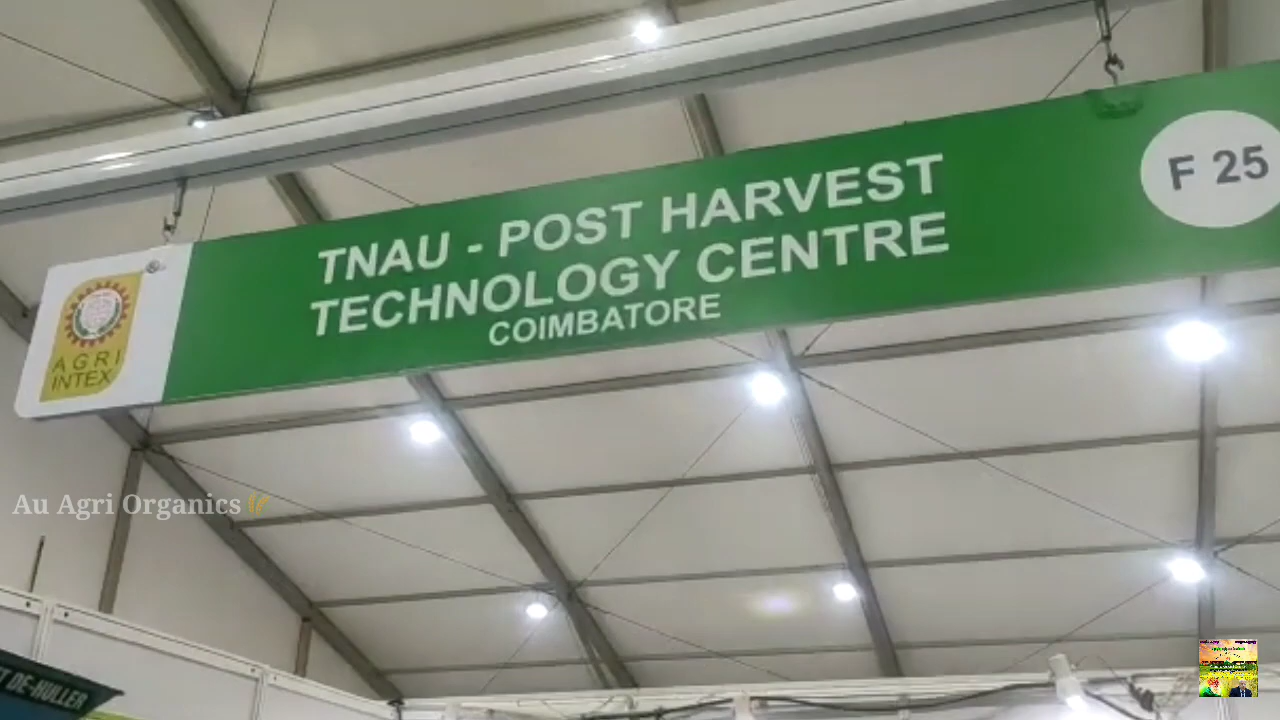 TNAU - POST HARVEST
TECHNOLOGY CENTRE
COIMBATORE
F 25
AGRI
INTEX
Au Agri Organics
DE-HULLER